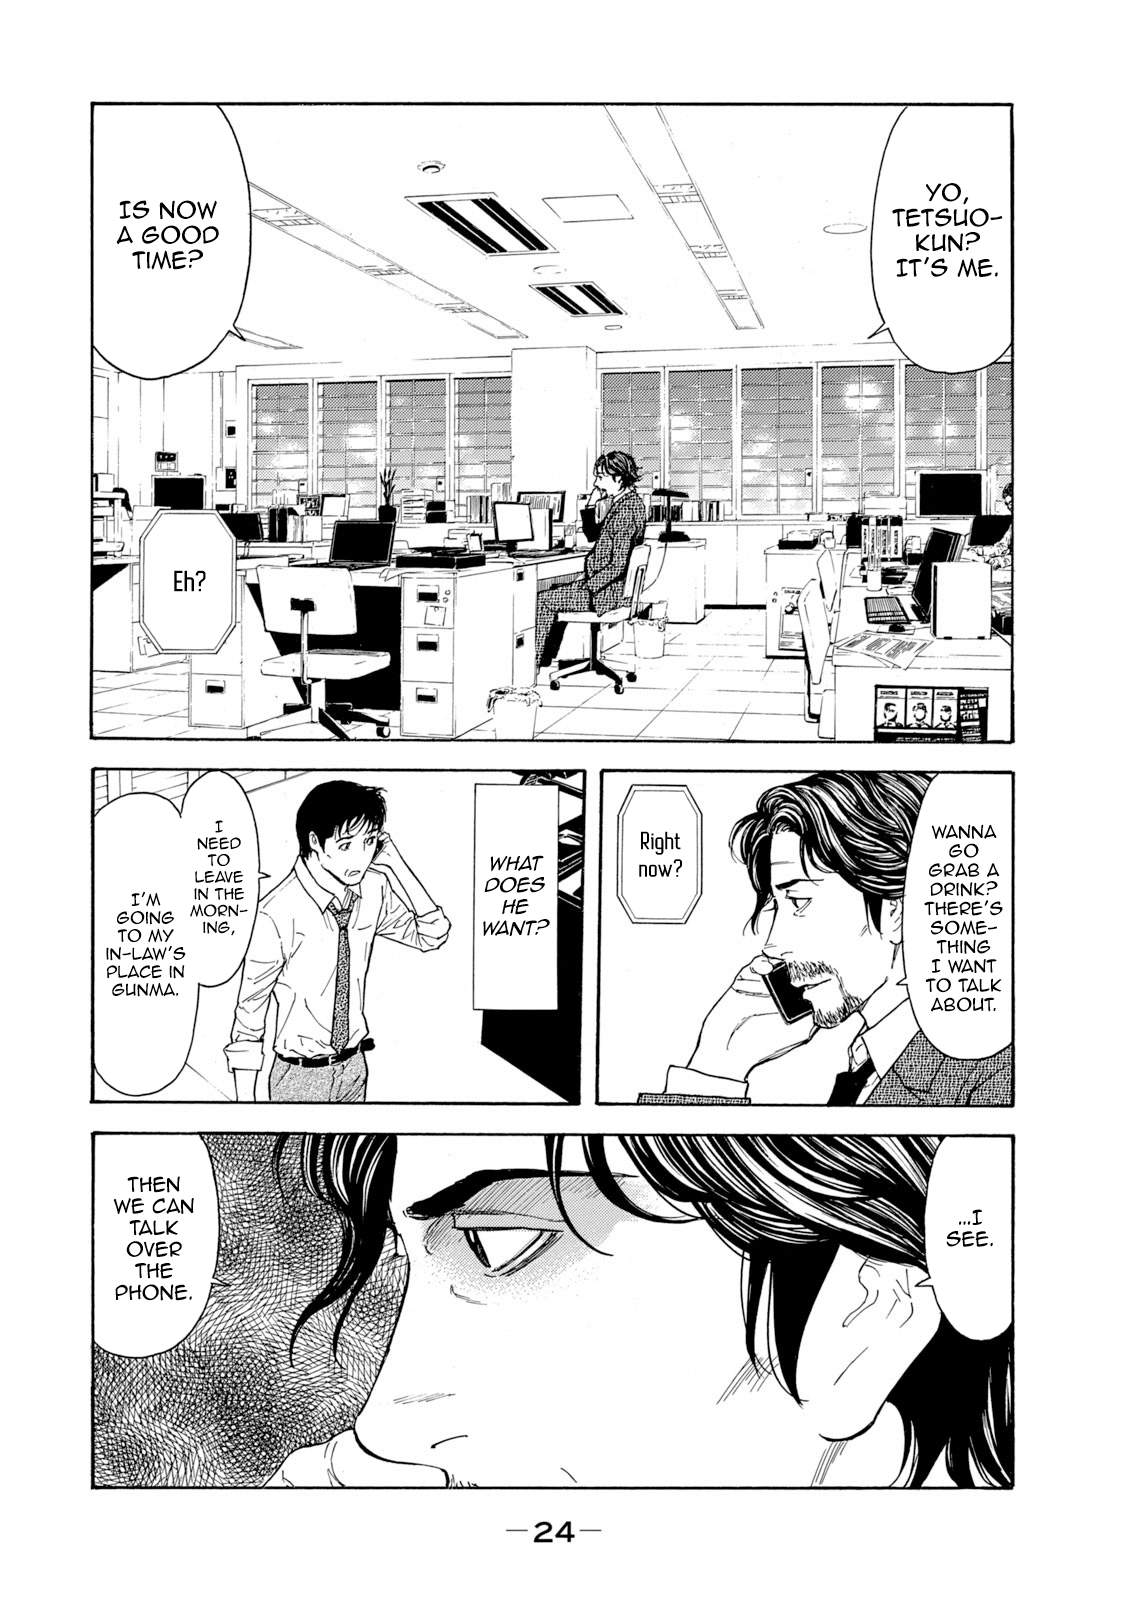 YO,
TETSUO-
KUN?
IT'S ME.
IS NOW
A GOOD
TIME?
Eh?
WANNA
GO
GRAB A
DRINK?
THERE'S
SOME-
THING
I WANT
TO TALK
ABOUT.
Right
now?
WHAT
DOES
HE
WANT?
I
NEED
TO
LEAVE
IN THE
MORN-
ING,
I'M
GOING
TO MY
IN-LAW'S
PLACE IN
GUNMA.
...I
SEE.
THEN
WE CAN
TALK
OVER
THE
PHONE.
—24—